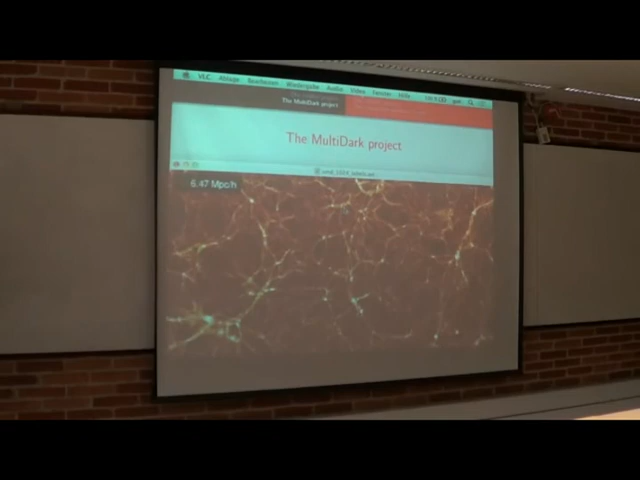 VLC Ablage Bearbeiten Wiedergabe Audio Video Fenster Hilfe
The MultiDark project
The MultiDark project
6.47 Mpc/h